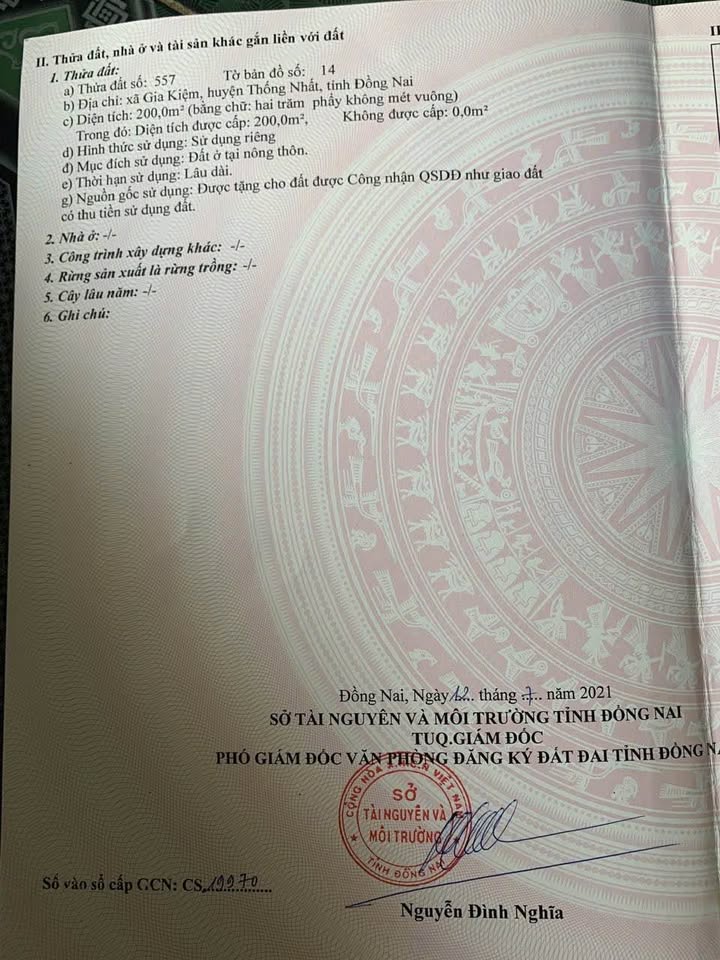 II. Thửa đất, nhà ở và tài sản khác gắn liền với đất
1. Thửa đất:
a) Thửa đất số: 557 Tờ bản đồ số: 14
b) Địa chỉ: xã Gia Kiệm, huyện Thống Nhất, tỉnh Đồng Nai
c) Diện tích: 200,0m² (bằng chữ: hai trăm phẩy không mét vuông)
Trong đó: Diện tích được cấp: 200,0m², Không được cấp: 0,0m²
d) Hình thức sử dụng: Sử dụng riêng
đ) Mục đích sử dụng: Đất ở tại nông thôn.
e) Thời hạn sử dụng: Lâu dài.
g) Nguồn gốc sử dụng: Được tặng cho đất được Công nhận QSDĐ như giao đất
có thu tiền sử dụng đất.
2. Nhà ở: -/-
3. Công trình xây dựng khác: -/-
4. Rừng sản xuất là rừng trồng: -/-
5. Cây lâu năm: -/-
6. Ghi chú:
Đồng Nai, Ngày 12 tháng 7 năm 2021
SỞ TÀI NGUYÊN VÀ MÔI TRƯỜNG TỈNH ĐỒNG NAI
TUQ.GIÁM ĐỐC
PHÓ GIÁM ĐỐC VĂN PHÒNG ĐĂNG KÝ ĐẤT ĐAI TỈNH ĐỒNG NA
CỘNG HÒA X.H.C.N VIỆT NAM
SỞ
TÀI NGUYÊN VÀ
MÔI TRƯỜNG
TỈNH ĐỒNG NAI
Số vào sổ cấp GCN: CS.19970
Nguyễn Đình Nghĩa